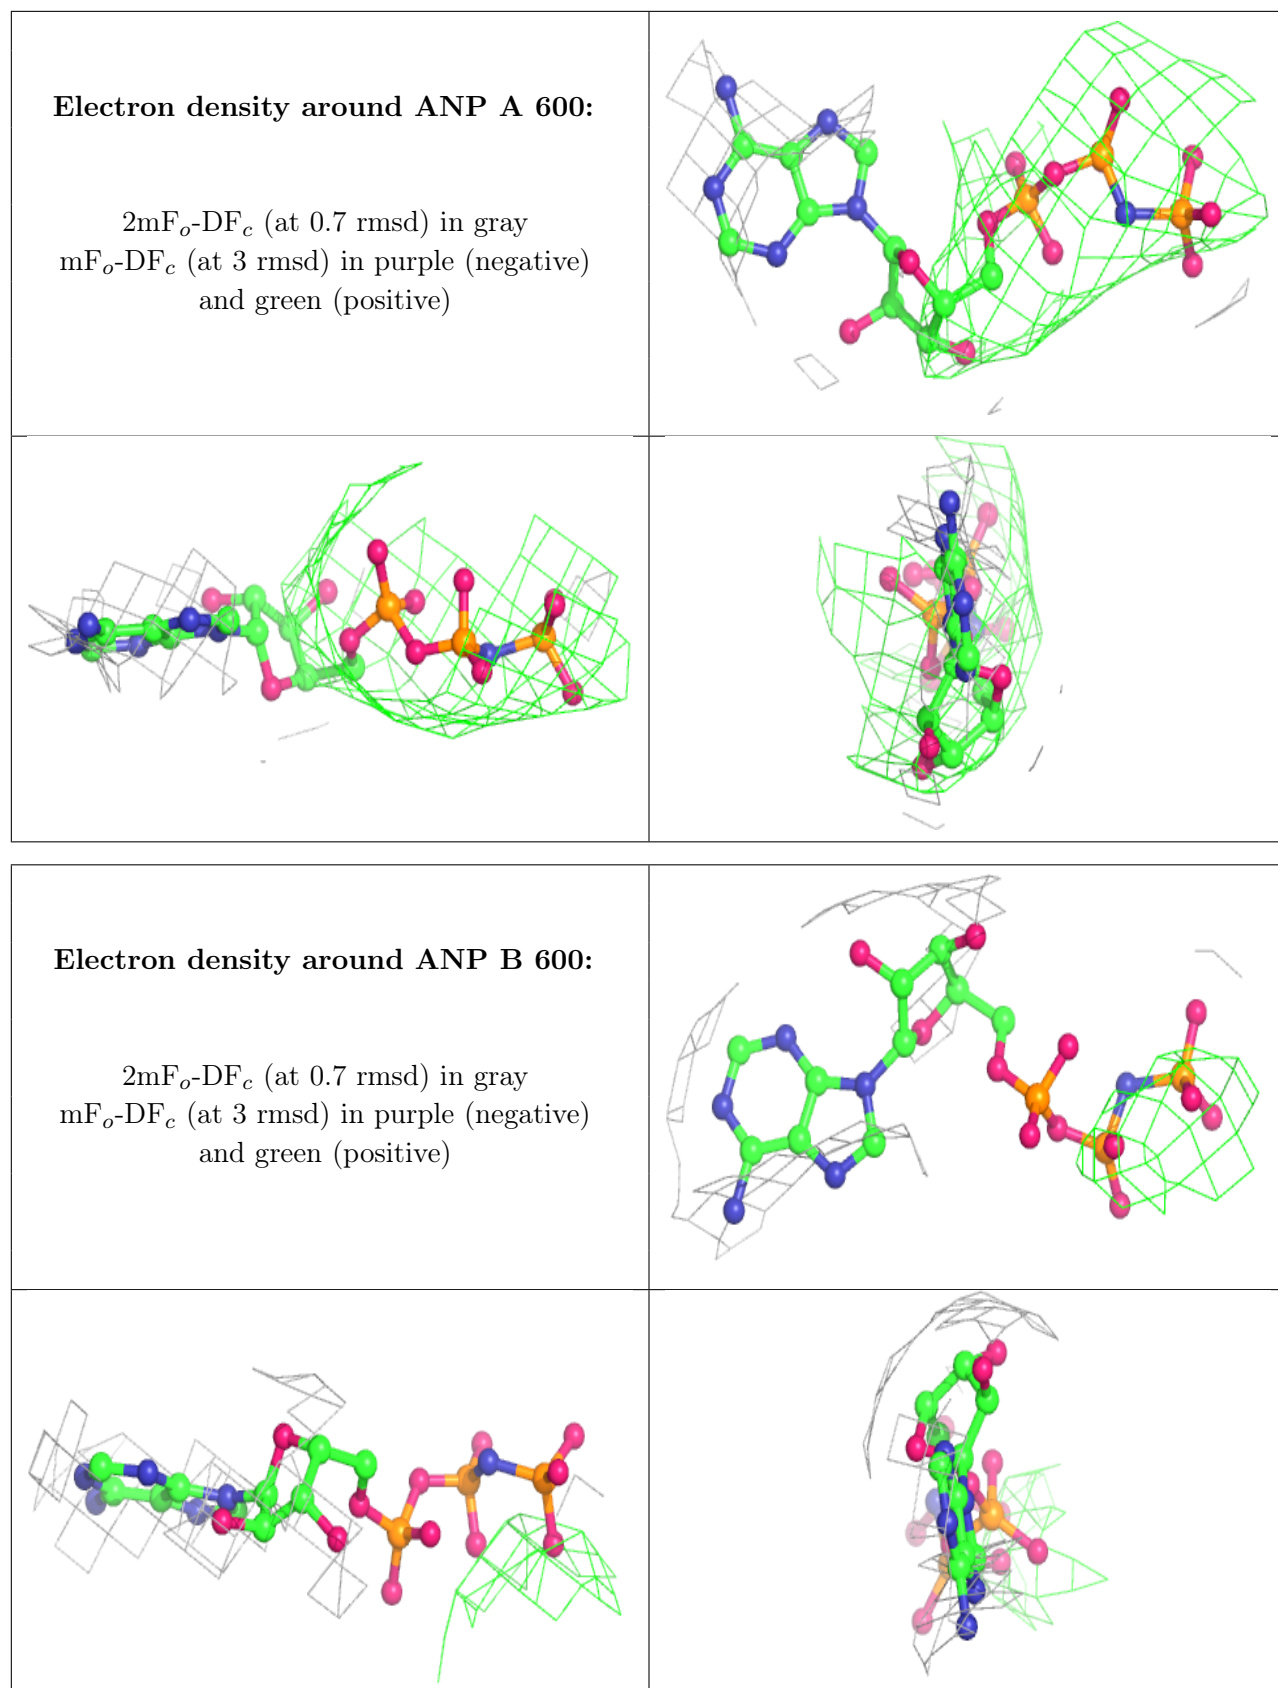 Electron density around ANP A 600:
2mFo-DFc (at 0.7 rmsd) in gray
mFo-DFc (at 3 rmsd) in purple (negative)
and green (positive)
Electron density around ANP B 600:
2mFo-DFc (at 0.7 rmsd) in gray
mFo-DFc (at 3 rmsd) in purple (negative)
and green (positive)